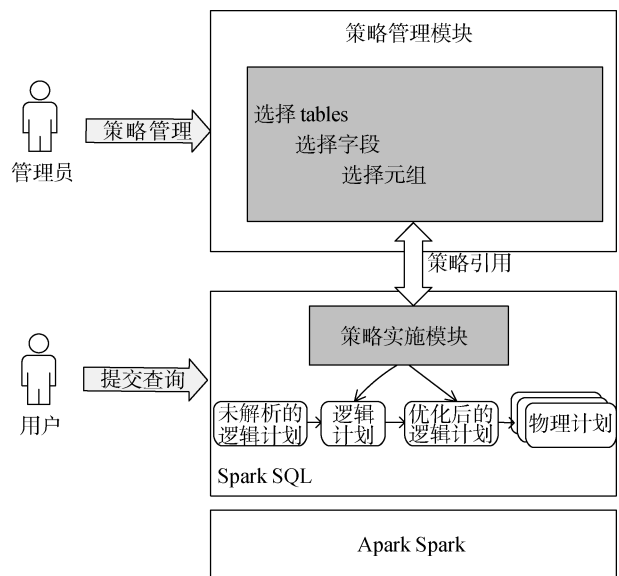 策略管理模块
选择 tables
选择字段
选择元组
策略管理
管理员
策略引用
策略实施模块
提交查询
用户
未解析的
逻辑计划
逻辑
计划
优化后的
逻辑计划
物理计划
Spark SQL
Apark Spark